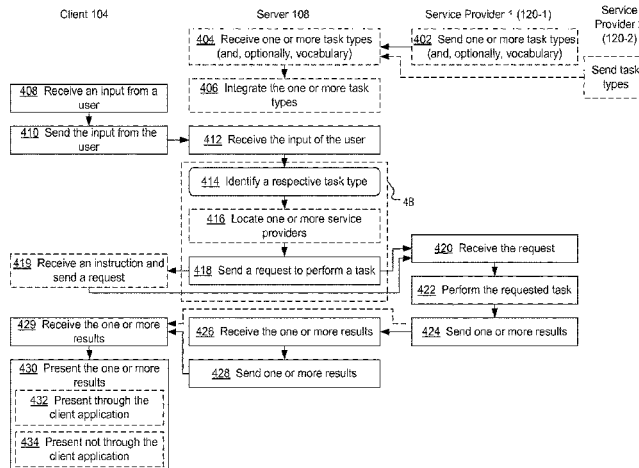 Client 104
Server 108
Service Provider 1 (120-1)
Service
Provider 2
(120-2)
404 Receive one or more task types
(and, optionally, vocabulary)
402 Send one or more task types
(and, optionally, vocabulary)
Send task
types
406 Integrate the one or more task
types
408 Receive an input from a
user
410 Send the input from the
user
412 Receive the input of the user
414 Identify a respective task type
4B
416 Locate one or more service
providers
418 Send a request to perform a task
419 Receive an instruction and
send a request
420 Receive the request
422 Perform the requested task
424 Send one or more results
426 Receive the one or more results
428 Send one or more results
429 Receive the one or more
results
430 Present the one or more
results
432 Present through the
client application
434 Present not through the
client application